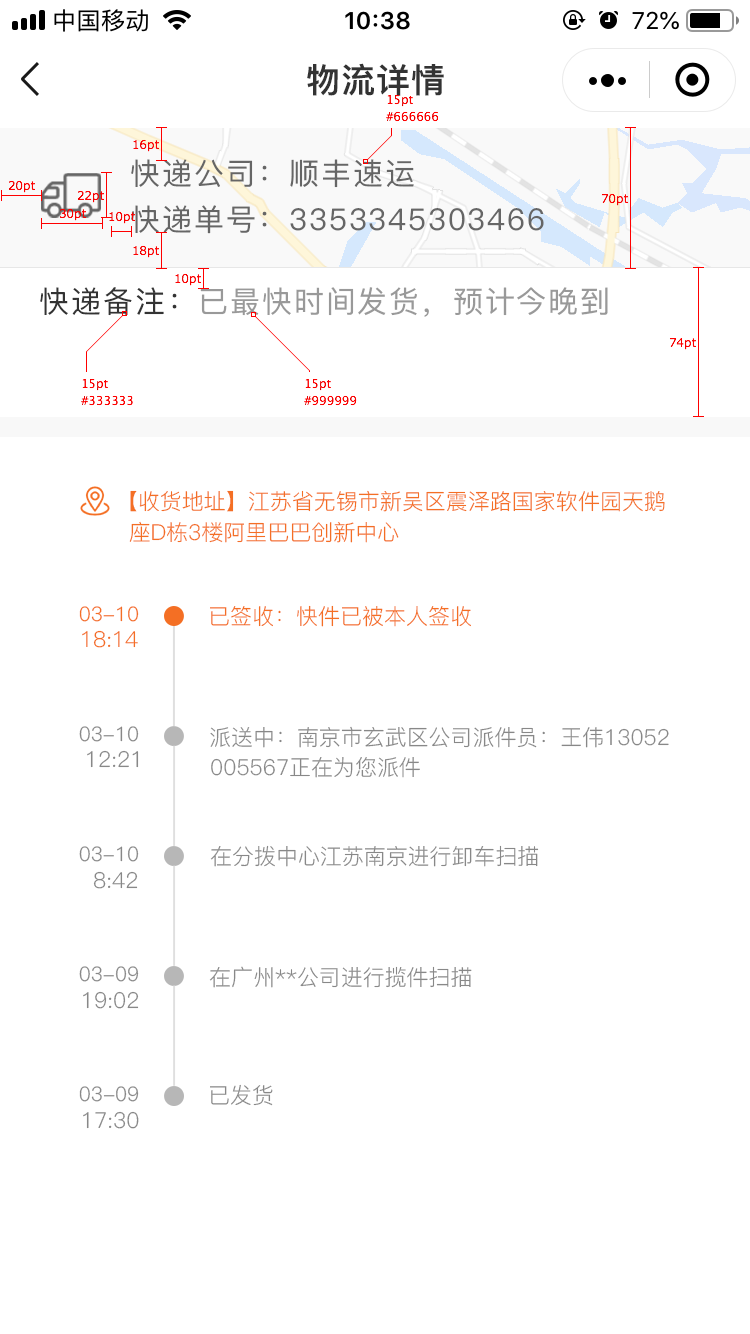 中国移动 10:38 72%
物流详情
15pt
#666666
16pt
快递公司：顺丰速运
20pt
22pt
70pt
30pt
10pt
快递单号：3353345303466
18pt
10pt
快递备注：已最快时间发货，预计今晚到
74pt
15pt
#333333
15pt
#999999
【收货地址】江苏省无锡市新吴区震泽路国家软件园天鹅
座D栋3楼阿里巴巴创新中心
03-10 已签收：快件已被本人签收
18:14
03-10 派送中：南京市玄武区公司派件员：王伟13052
12:21 005567正在为您派件
03-10 在分拨中心江苏南京进行卸车扫描
8:42
03-09 在广州**公司进行揽件扫描
19:02
03-09 已发货
17:30